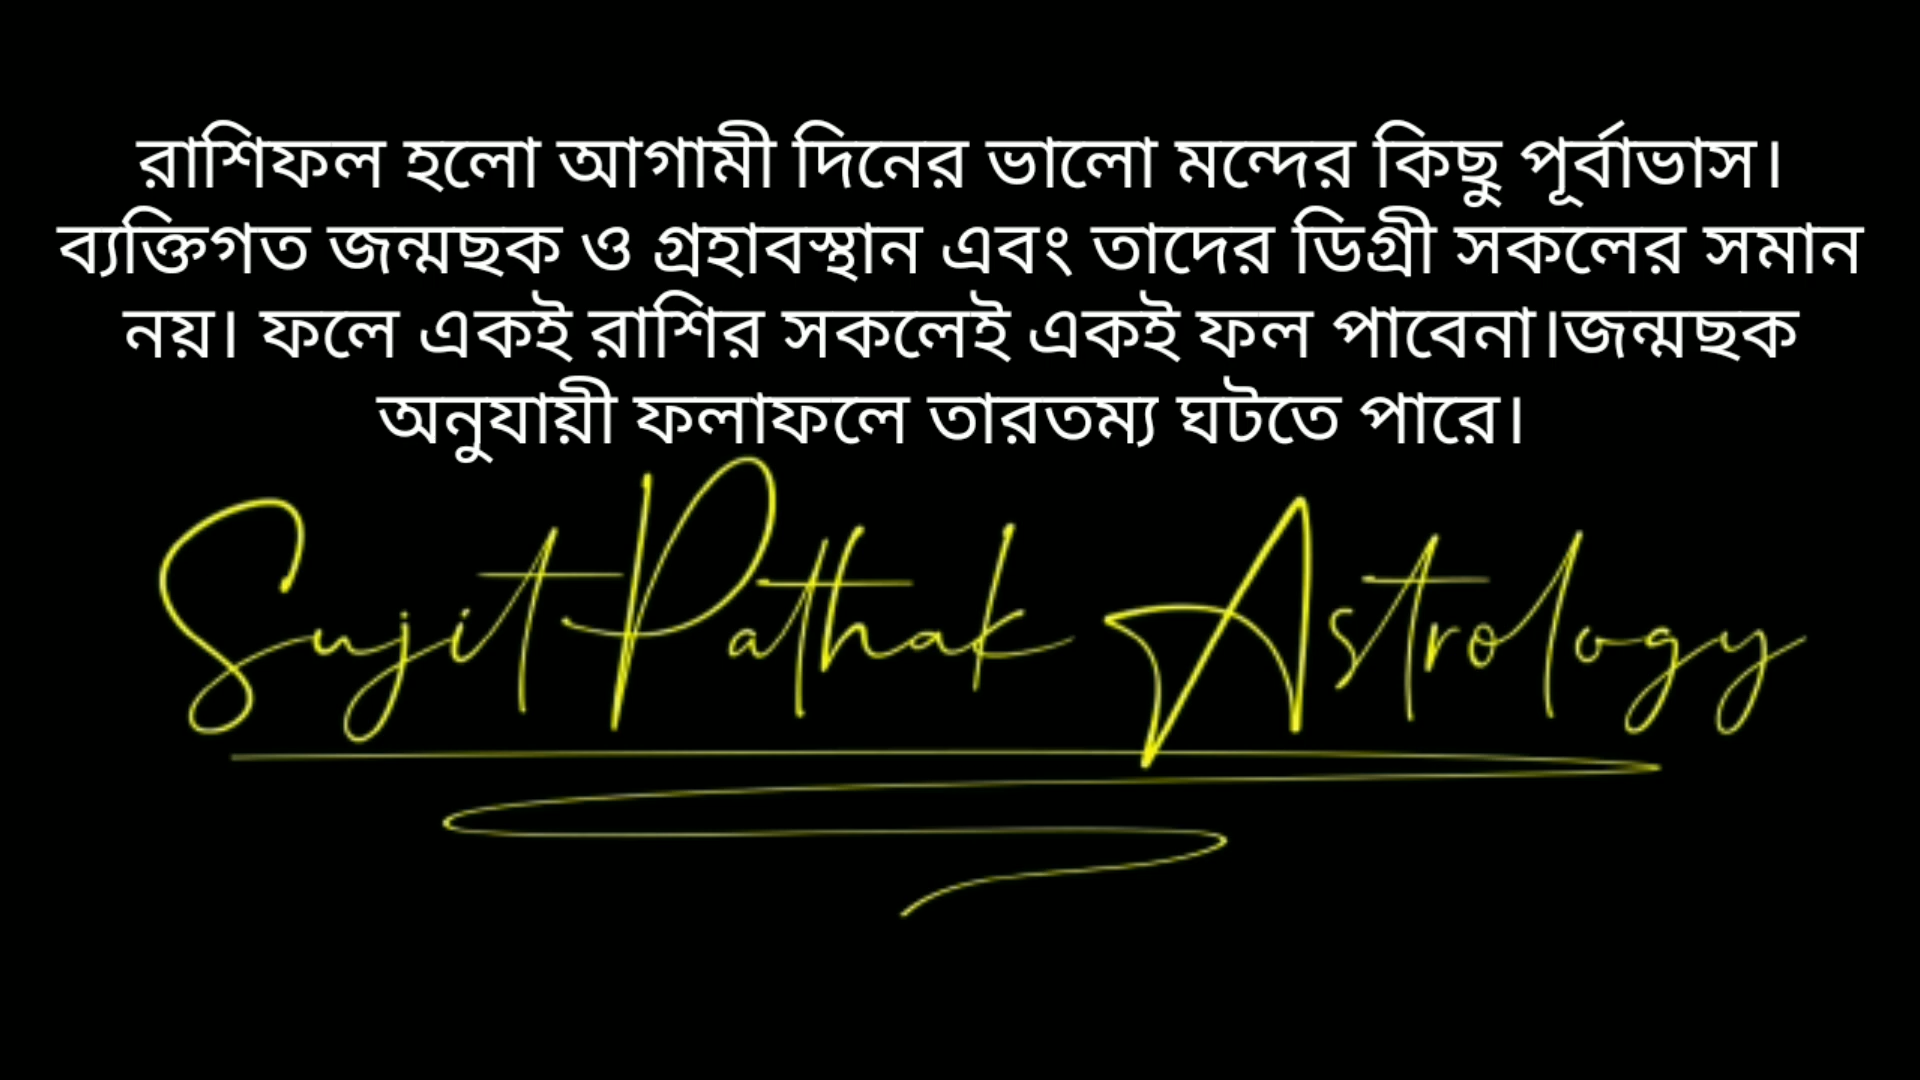 রাশিফল হলো আগামী দিনের ভালো মন্দের কিছু পূর্বাভাস।
ব্যক্তিগত জন্মছক ও গ্রহাবস্থান এবং তাদের ডিগ্রী সকলের সমান
নয়। ফলে একই রাশির সকলেই একই ফল পাবেনা।জন্মছক
অনুযায়ী ফলাফলে তারতম্য ঘটতে পারে।
Sujit Pathak Astrology